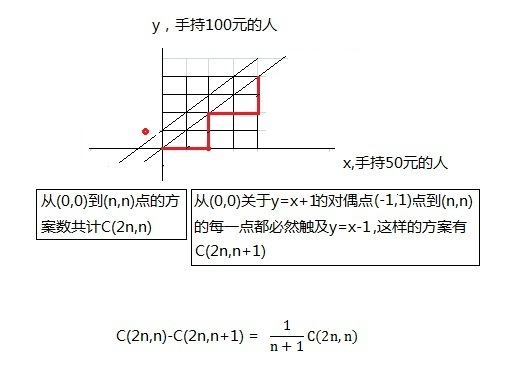 y，手持100元的人
x,手持50元的人
从(0,0)到(n,n)点的方
案数共计C(2n,n)
从(0,0)关于y=x+1的对偶点(-1,1)点到(n,n)
的每一点都必然触及y=x-1 ,这样的方案有
C(2n,n+1)
C(2n,n)-C(2n,n+1) = 1/(n+1) C(2n, n)